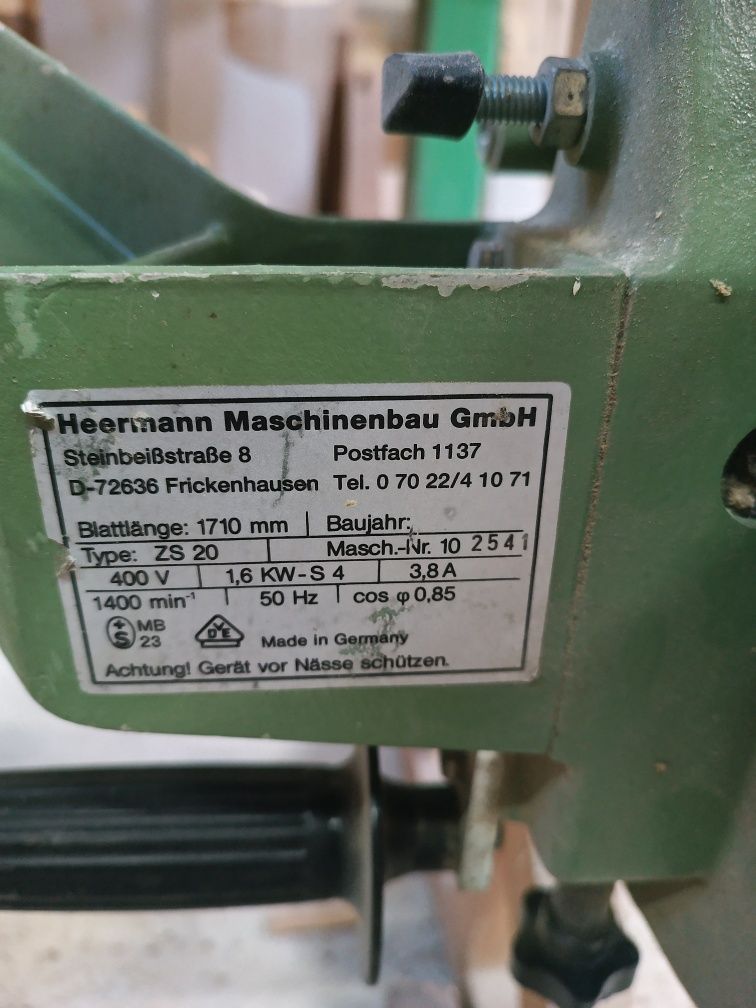 Heermann Maschinenbau GmbH
Steinbeißstraße 8 Postfach 1137
D-72636 Frickenhausen Tel. 0 70 22/4 10 71
Blattlänge: 1710 mm Baujahr:
Type: ZS 20 Masch.-Nr. 10 2541
400 V 1,6 KW-S 4 3,8 A
1400 min⁻¹ 50 Hz cos φ 0,85
S MB
23
VDE
Made in Germany
Achtung! Gerät vor Nässe schützen.